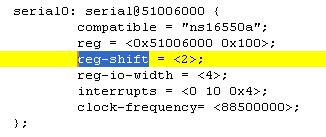 serial0: serial@51006000 {
compatible = "ns16550a";
reg = <0x51006000 0x100>;
reg-shift = <2>;
reg-io-width = <4>;
interrupts = <0 10 0x4>;
clock-frequency= <88500000>;
};